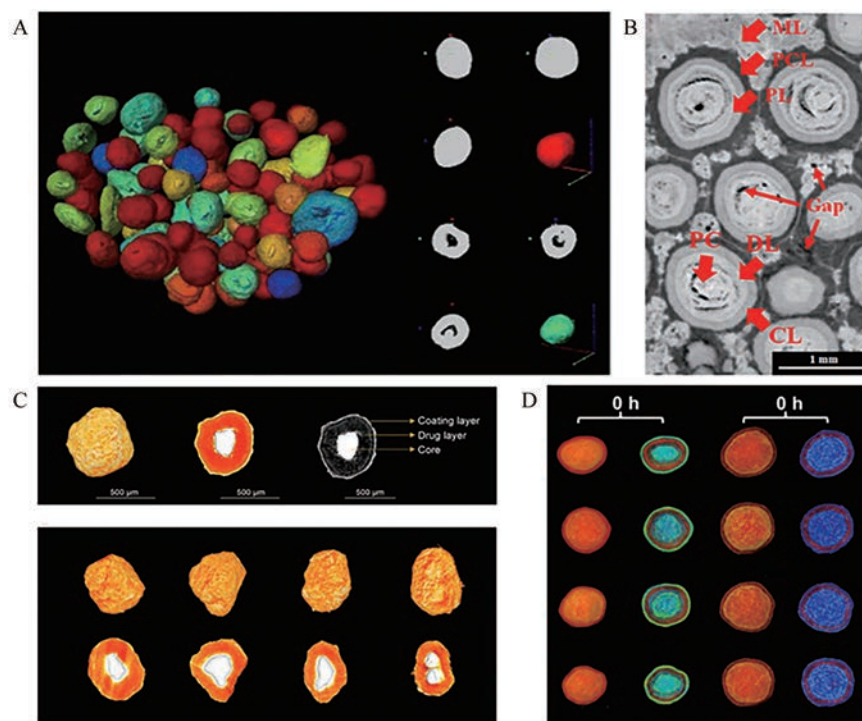 A
B
ML
PCL
PL
Gap
PC
DL
CL
1 mm
C
Coating layer
Drug layer
Core
500 μm
500 μm
500 μm
D
0 h
0 h